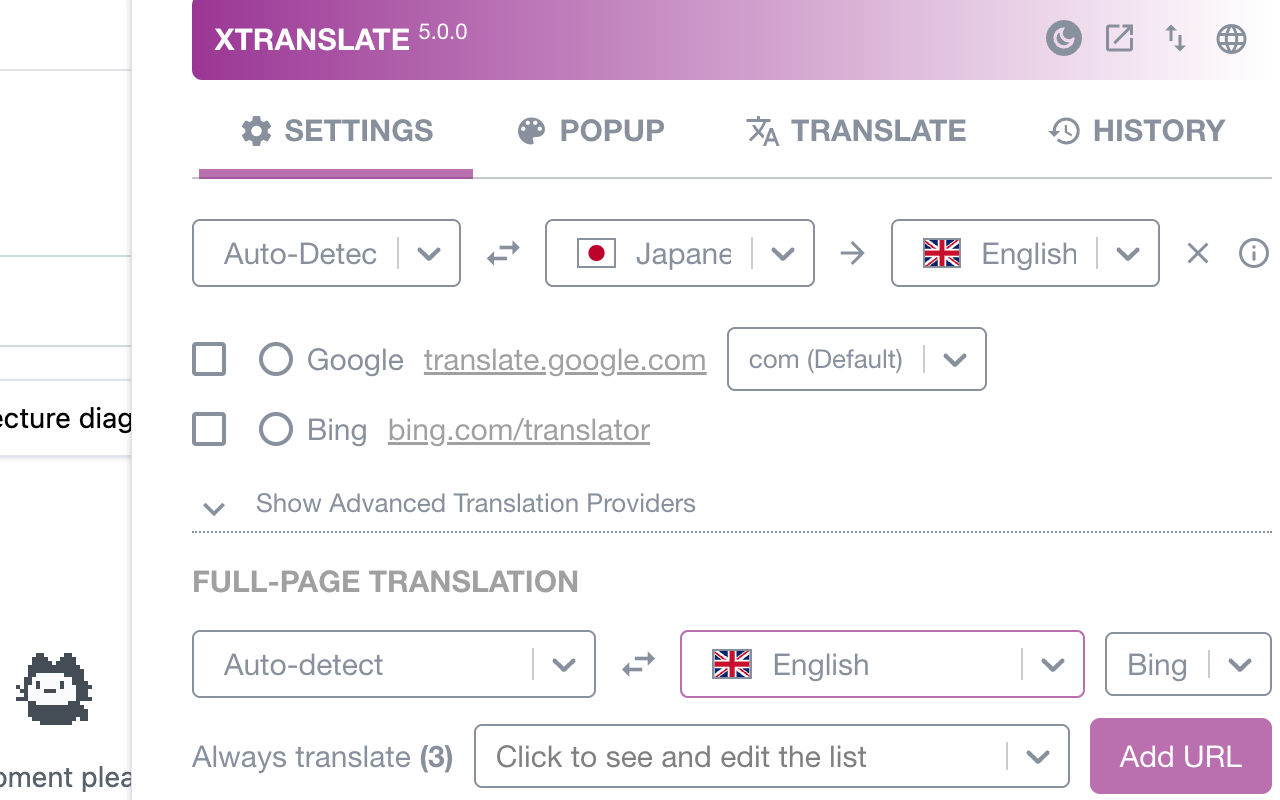 XTRANSLATE 5.0.0
SETTINGS POPUP TRANSLATE HISTORY
Auto-Detec Japane English
Google translate.google.com com (Default)
Bing bing.com/translator
ecture diag
Show Advanced Translation Providers
FULL-PAGE TRANSLATION
Auto-detect English Bing
Always translate (3) Click to see and edit the list Add URL
oment plea